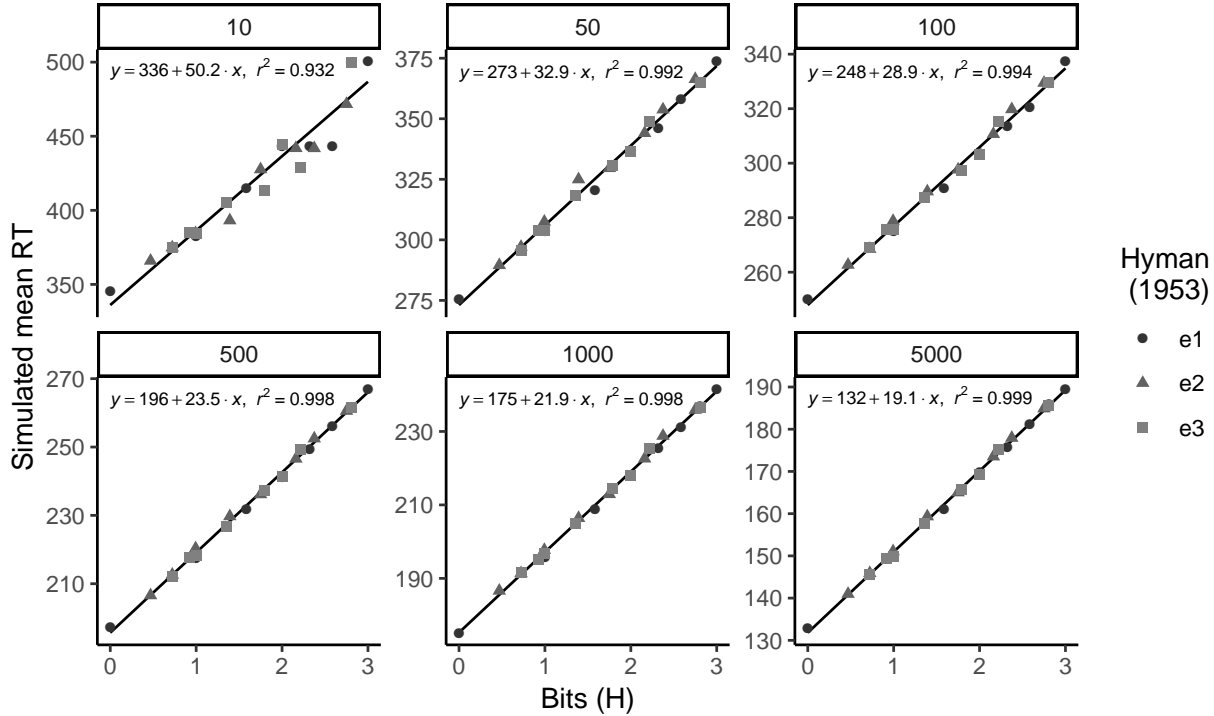 10
50
100
y = 336 + 50.2 · x, r² = 0.932
y = 273 + 32.9 · x, r² = 0.992
y = 248 + 28.9 · x, r² = 0.994
500
450
400
350
375
350
325
300
275
340
320
300
280
260
500
1000
5000
y = 196 + 23.5 · x, r² = 0.998
y = 175 + 21.9 · x, r² = 0.998
y = 132 + 19.1 · x, r² = 0.999
270
250
230
210
230
210
190
190
180
170
160
150
140
130
0 1 2 3
0 1 2 3
0 1 2 3
Simulated mean RT
Bits (H)
Hyman
(1953)
e1
e2
e3